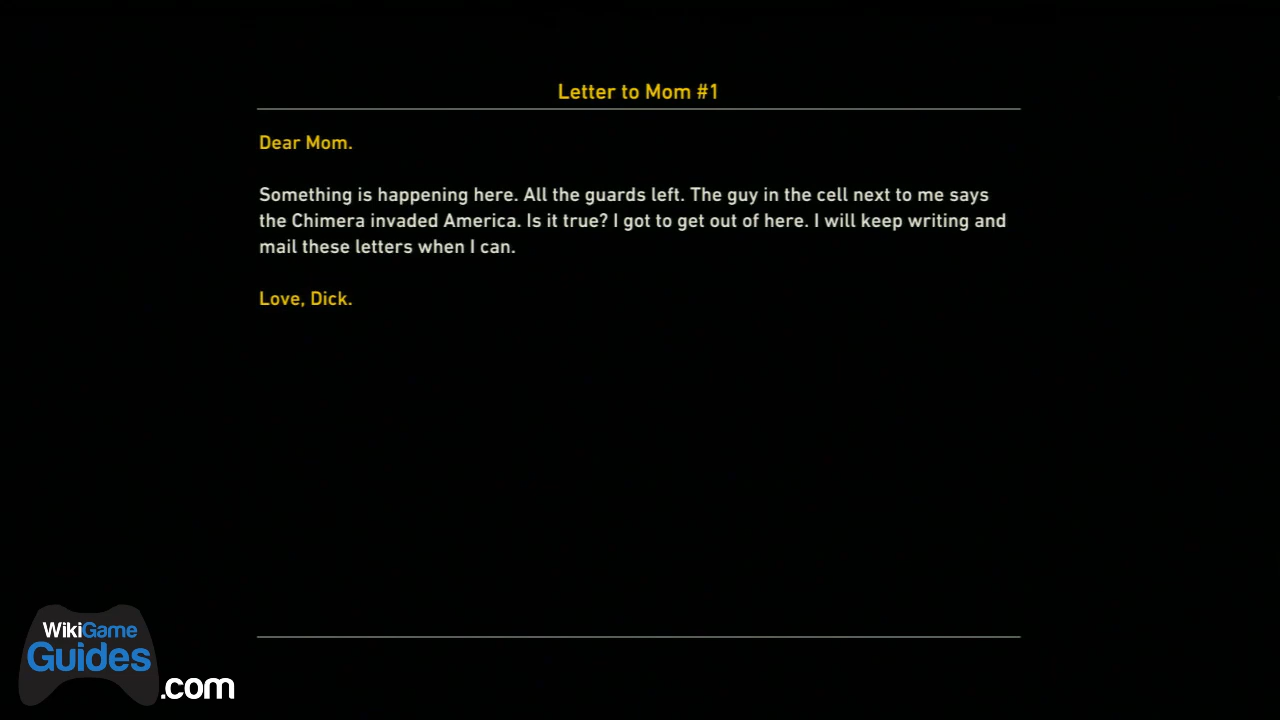 Letter to Mom #1
Dear Mom.
Something is happening here. All the guards left. The guy in the cell next to me says
the Chimera invaded America. Is it true? I got to get out of here. I will keep writing and
mail these letters when I can.
Love, Dick.
WikiGame
Guides
.com